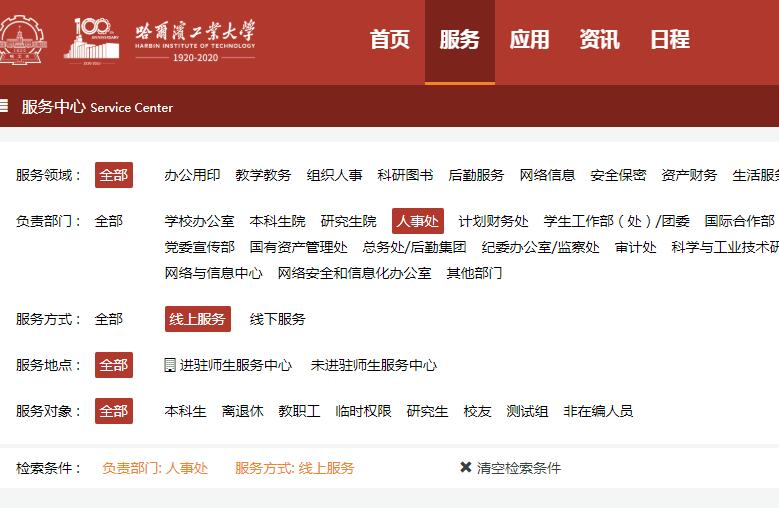 100 ANNIVERSARY
哈爾濱工業大學
HARBIN INSTITUTE OF TECHNOLOGY
1920-2020
首页 服务 应用 资讯 日程
服务中心 Service Center
服务领域： 全部 办公用印 教学教务 组织人事 科研图书 后勤服务 网络信息 安全保密 资产财务 生活服
负责部门： 全部 学校办公室 本科生院 研究生院 人事处 计划财务处 学生工作部（处）/团委 国际合作部
党委宣传部 国有资产管理处 总务处/后勤集团 纪委办公室/监察处 审计处 科学与工业技术研
网络与信息中心 网络安全和信息化办公室 其他部门
服务方式： 全部 线上服务 线下服务
服务地点： 全部 进驻师生服务中心 未进驻师生服务中心
服务对象： 全部 本科生 离退休 教职工 临时权限 研究生 校友 测试组 非在编人员
检索条件： 负责部门: 人事处 服务方式: 线上服务 ✖ 清空检索条件